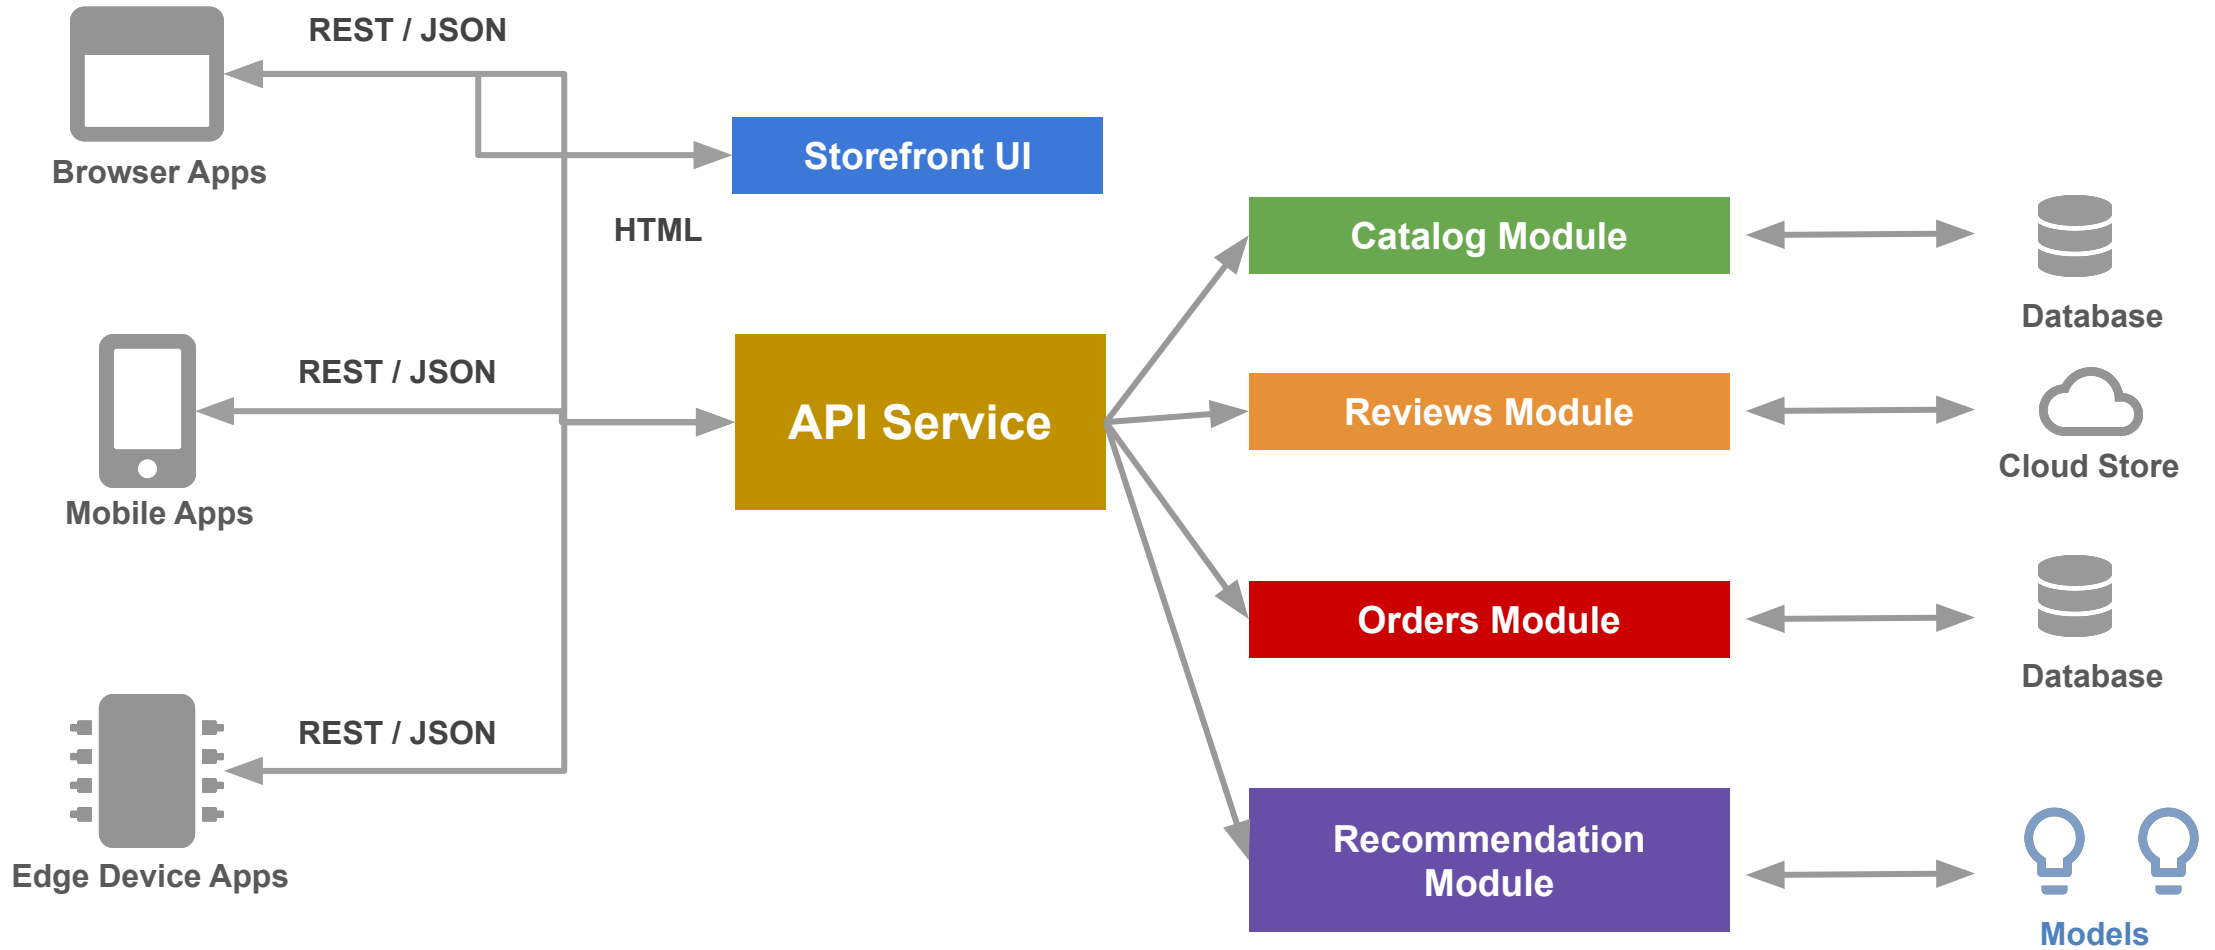 REST / JSON
Browser Apps
Storefront UI
HTML
Catalog Module
Database
REST / JSON
Mobile Apps
API Service
Reviews Module
Cloud Store
Orders Module
Database
REST / JSON
Edge Device Apps
Recommendation
Module
Models